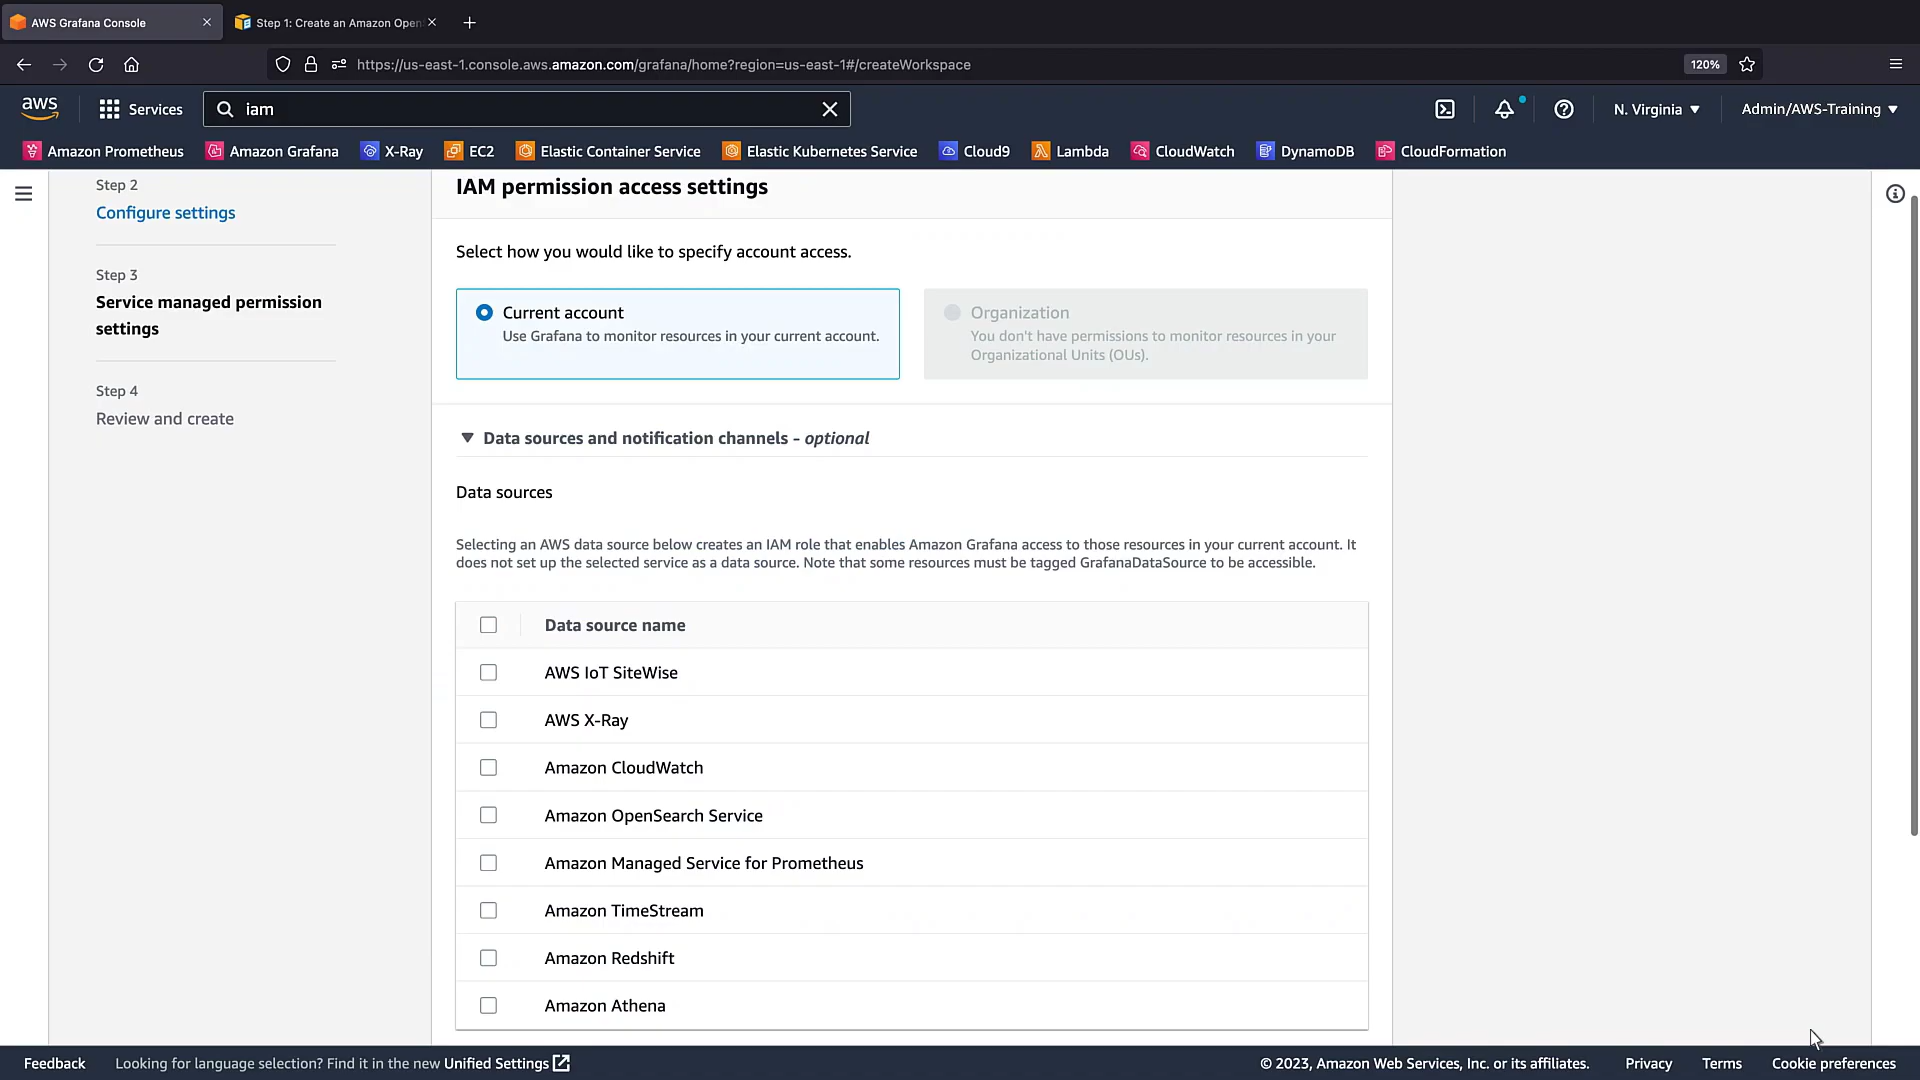 AWS Grafana Console
Step 1: Create an Amazon Open
https://us-east-1.console.aws.amazon.com/grafana/home?region=us-east-1#/createWorkspace
120%
aws
Services
iam
N. Virginia
Admin/AWS-Training
Amazon Prometheus
Amazon Grafana
X-Ray
EC2
Elastic Container Service
Elastic Kubernetes Service
Cloud9
Lambda
CloudWatch
DynamoDB
CloudFormation
Step 2
Configure settings
Step 3
Service managed permission
settings
Step 4
Review and create
IAM permission access settings
Select how you would like to specify account access.
Current account
Use Grafana to monitor resources in your current account.
Organization
You don't have permissions to monitor resources in your
Organizational Units (OUs).
Data sources and notification channels - optional
Data sources
Selecting an AWS data source below creates an IAM role that enables Amazon Grafana access to those resources in your current account. It
does not set up the selected service as a data source. Note that some resources must be tagged GrafanaDataSource to be accessible.
Data source name
AWS IoT SiteWise
AWS X-Ray
Amazon CloudWatch
Amazon OpenSearch Service
Amazon Managed Service for Prometheus
Amazon TimeStream
Amazon Redshift
Amazon Athena
Feedback
Looking for language selection? Find it in the new Unified Settings
© 2023, Amazon Web Services, Inc. or its affiliates.
Privacy
Terms
Cookie preferences